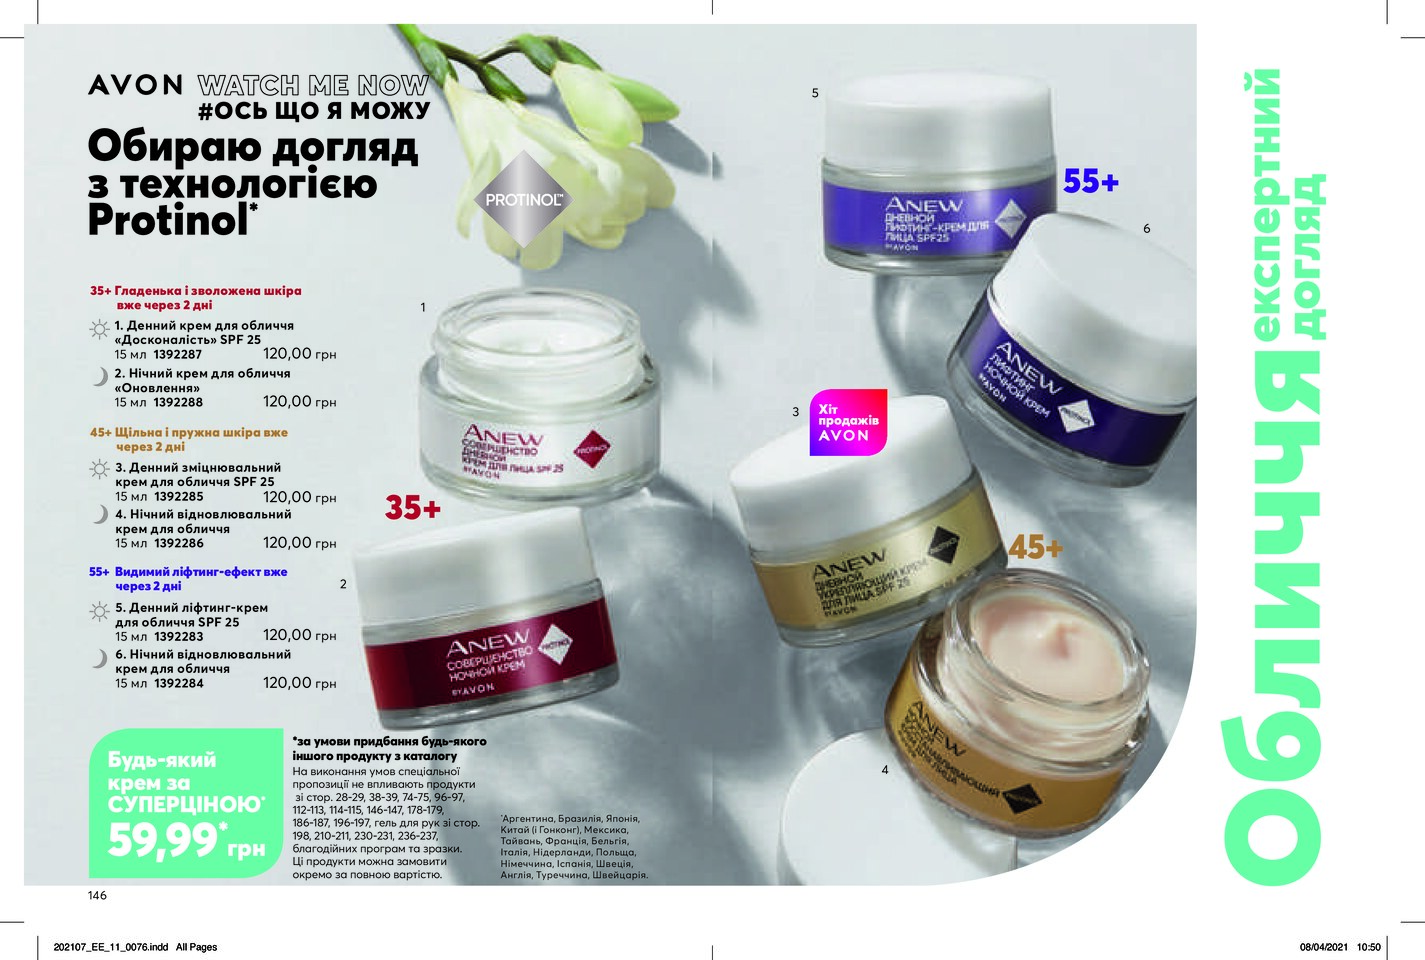 AVON WATCH ME NOW
#ОСЬ ЩО Я МОЖУ
Обираю догляд
з технологією
Protinol*
PROTINOL™
35+ Гладенька і зволожена шкіра
вже через 2 дні
1. Денний крем для обличчя
«Досконалість» SPF 25
15 мл 1392287 120,00 грн
2. Нічний крем для обличчя
«Оновлення»
15 мл 1392288 120,00 грн
45+ Щільна і пружна шкіра вже
через 2 дні
3. Денний зміцнювальний
крем для обличчя SPF 25
15 мл 1392285 120,00 грн
4. Нічний відновлювальний
крем для обличчя
15 мл 1392286 120,00 грн
55+ Видимий ліфтинг-ефект вже
через 2 дні
5. Денний ліфтинг-крем
для обличчя SPF 25
15 мл 1392283 120,00 грн
6. Нічний відновлювальний
крем для обличчя
15 мл 1392284 120,00 грн
Будь-який
крем за
СУПЕРЦІНОЮ*
59,99* грн
*за умови придбання будь-якого
іншого продукту з каталогу
На виконання умов спеціальної
пропозиції не впливають продукти
зі стор. 28-29, 38-39, 74-75, 96-97,
112-113, 114-115, 146-147, 178-179,
186-187, 196-197, гель для рук зі стор.
198, 210-211, 230-231, 236-237,
благодійних програм та зразки.
Ці продукти можна замовити
окремо за повною вартістю.
*Аргентина, Бразилія, Японія,
Китай (і Гонконг), Мексика,
Тайвань, Франція, Бельгія,
Італія, Нідерланди, Польща,
Німеччина, Іспанія, Швеція,
Англія, Туреччина, Швейцарія.
1
ANEW
СОВЕРШЕНСТВО
ДНЕВНОЙ
КРЕМ ДЛЯ ЛИЦА SPF 25
BY AVON
PROTINOL
35+
2
ANEW
СОВЕРШЕНСТВО
НОЧНОЙ КРЕМ
BY AVON
PROTINOL
5
ANEW
ДНЕВНОЙ
ЛИФТИНГ-КРЕМ ДЛЯ
ЛИЦА SPF25
BY AVON
PROTINOL
55+
6
ANEW
ЛИФТИНГ
НОЧНОЙ КРЕМ
BY AVON
PROTINOL
3
Хіт
продажів
AVON
ANEW
ДНЕВНОЙ
УКРЕПЛЯЮЩИЙ КРЕМ
ДЛЯ ЛИЦА SPF 25
BY AVON
PROTINOL
45+
4
ANEW
НОЧНОЙ
КРЕМ ДЛЯ ЛИЦА
PROTINOL
Обличчя
експертний
догляд
146
202107_EE_11_0076.indd All Pages
08/04/2021 10:50